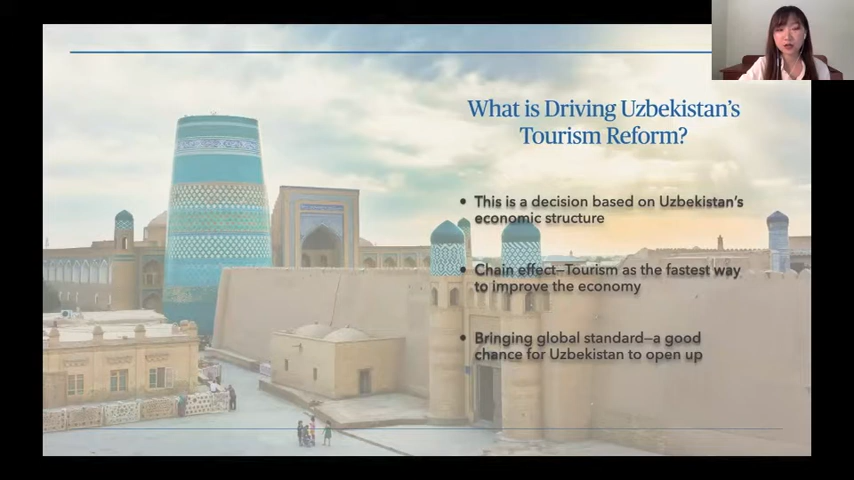 What is Driving Uzbekistan's
Tourism Reform?
• This is a decision based on Uzbekistan's
economic structure
• Chain effect—Tourism as the fastest way
to improve the economy
• Bringing global standard—a good
chance for Uzbekistan to open up